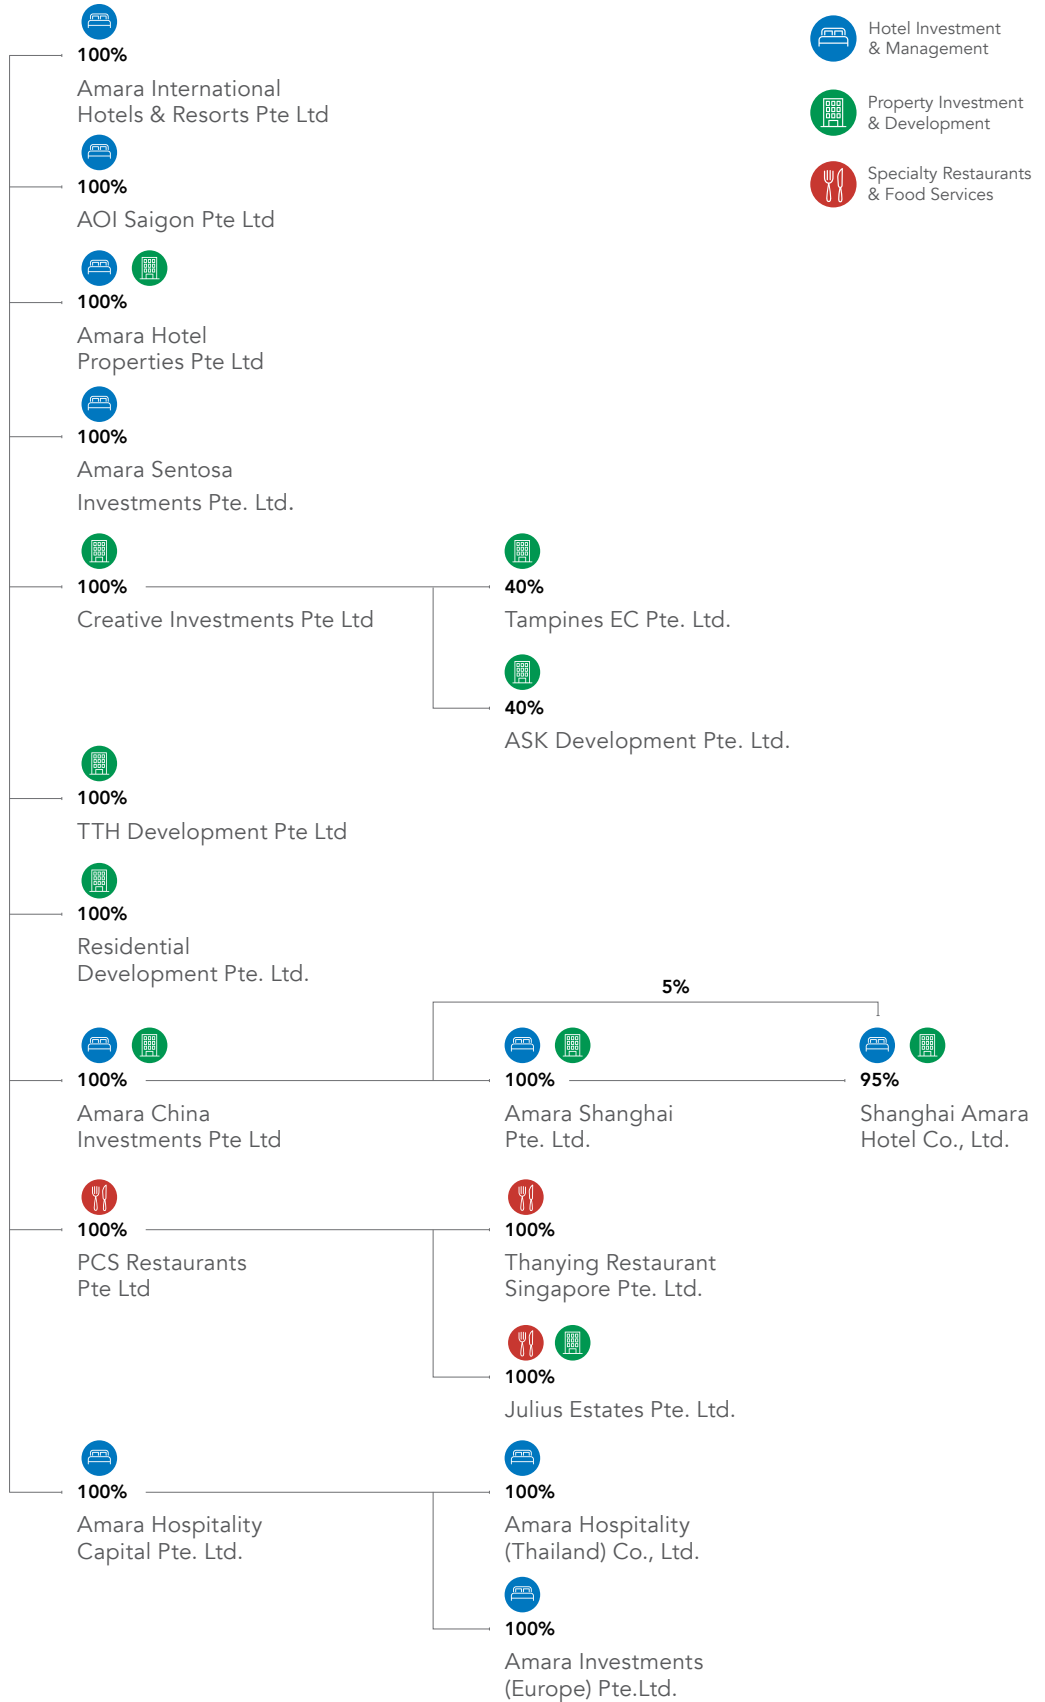 Hotel Investment
& Management
Property Investment
& Development
Specialty Restaurants
& Food Services
100%
Amara International
Hotels & Resorts Pte Ltd
100%
AOI Saigon Pte Ltd
100%
Amara Hotel
Properties Pte Ltd
100%
Amara Sentosa
Investments Pte. Ltd.
100%
Creative Investments Pte Ltd
40%
Tampines EC Pte. Ltd.
40%
ASK Development Pte. Ltd.
100%
TTH Development Pte Ltd
100%
Residential
Development Pte. Ltd.
5%
100%
Amara China
Investments Pte Ltd
100%
Amara Shanghai
Pte. Ltd.
95%
Shanghai Amara
Hotel Co., Ltd.
100%
PCS Restaurants
Pte Ltd
100%
Thanying Restaurant
Singapore Pte. Ltd.
100%
Julius Estates Pte. Ltd.
100%
Amara Hospitality
Capital Pte. Ltd.
100%
Amara Hospitality
(Thailand) Co., Ltd.
100%
Amara Investments
(Europe) Pte.Ltd.